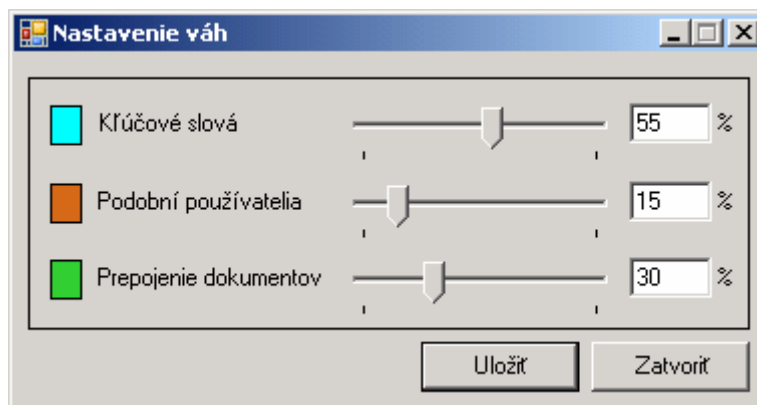 Nastavenie váh
Kľúčové slová 55 %
Podobní používatelia 15 %
Prepojenie dokumentov 30 %
Uložiť Zatvoriť